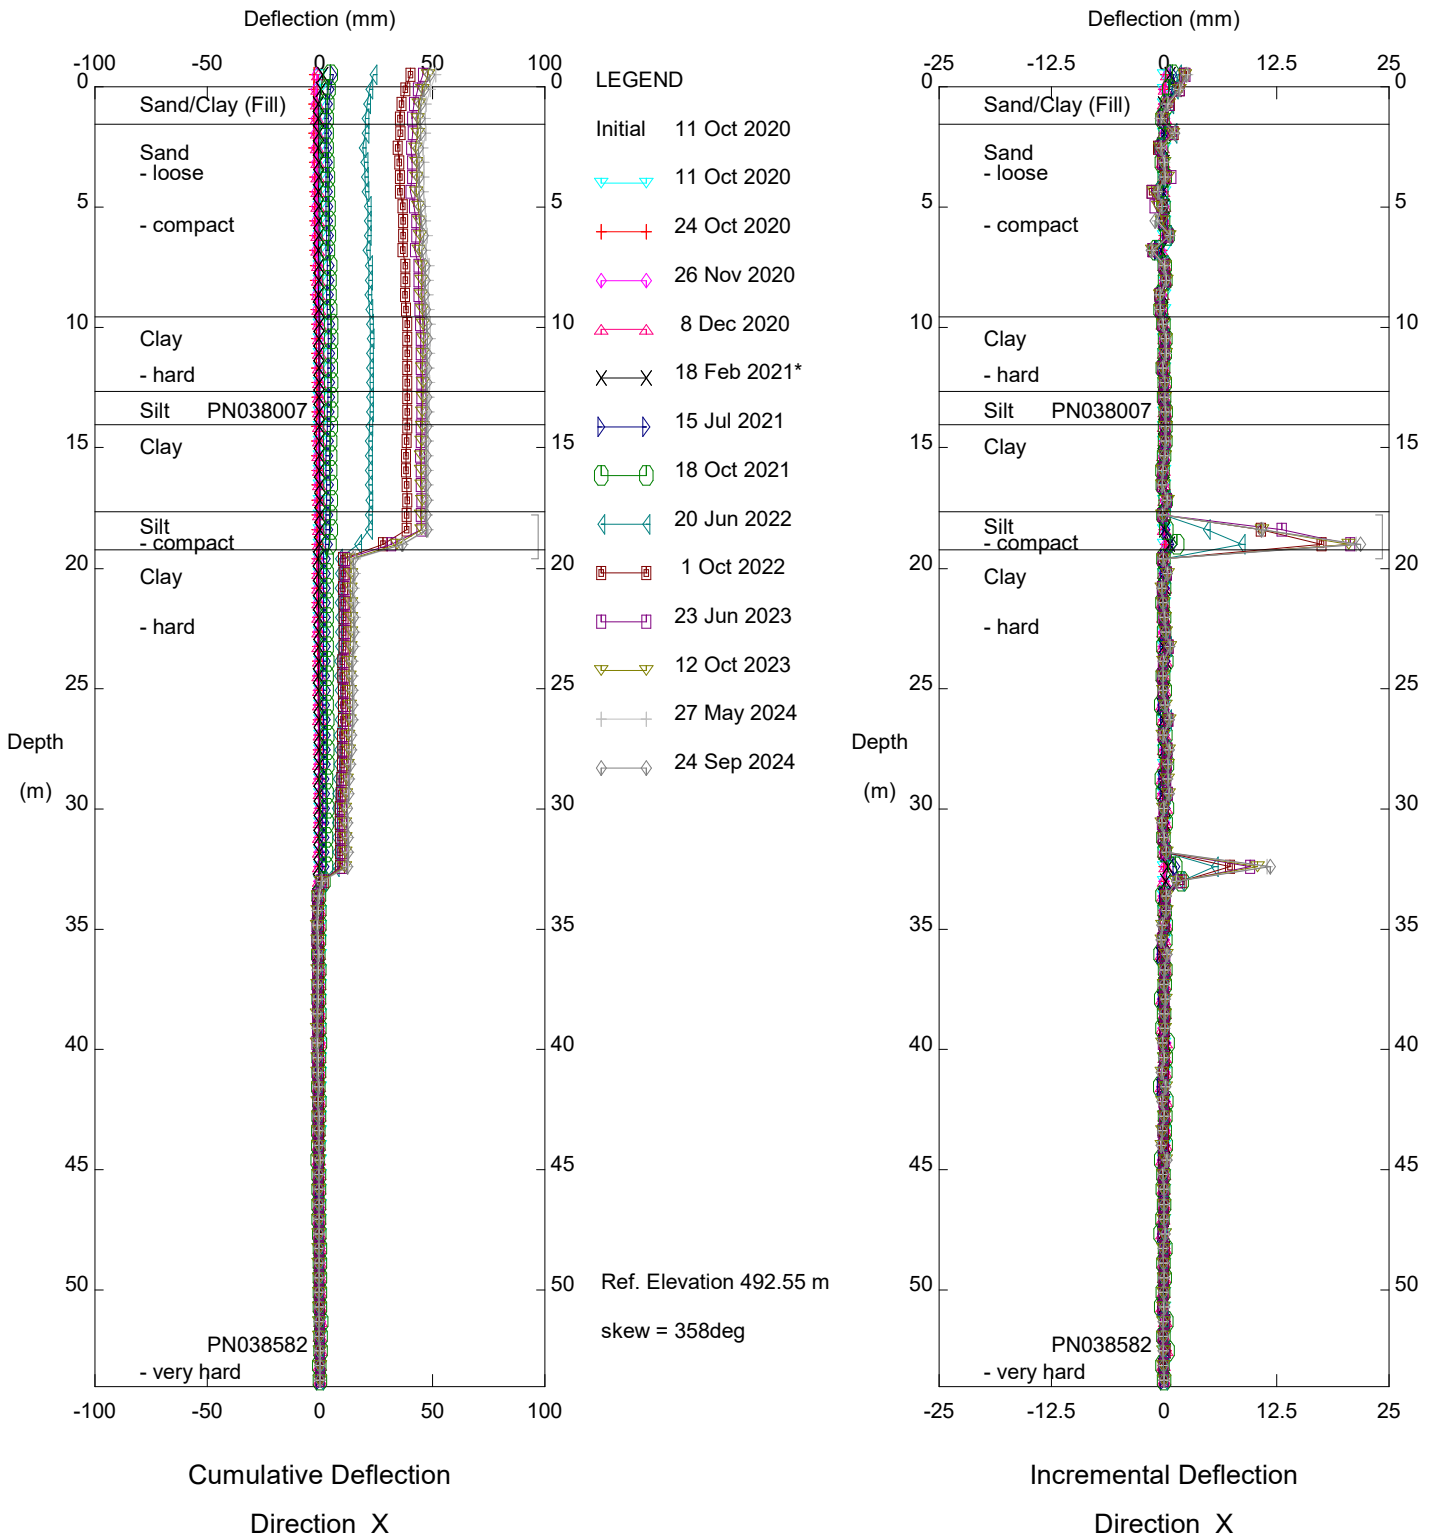 Deflection (mm)
-100 -50 0 50 100
0 0
Sand/Clay (Fill)
Sand
- loose
5 5
- compact
10 10
Clay
- hard
Silt PN038007
15 15
Clay
Silt
- compact
20 20
Clay
- hard
25 25
Depth
(m)
30 30
35 35
40 40
45 45
50 50
PN038582
- very hard
-100 -50 0 50 100
Cumulative Deflection
Direction X
LEGEND
Initial 11 Oct 2020
11 Oct 2020
24 Oct 2020
26 Nov 2020
8 Dec 2020
18 Feb 2021*
15 Jul 2021
18 Oct 2021
20 Jun 2022
1 Oct 2022
23 Jun 2023
12 Oct 2023
27 May 2024
24 Sep 2024
Ref. Elevation 492.55 m
skew = 358deg
Deflection (mm)
-25 -12.5 0 12.5 25
0 0
Sand/Clay (Fill)
Sand
- loose
5 5
- compact
10 10
Clay
- hard
Silt PN038007
15 15
Clay
Silt
- compact
20 20
Clay
- hard
25 25
Depth
(m)
30 30
35 35
40 40
45 45
50 50
PN038582
- very hard
-25 -12.5 0 12.5 25
Incremental Deflection
Direction X